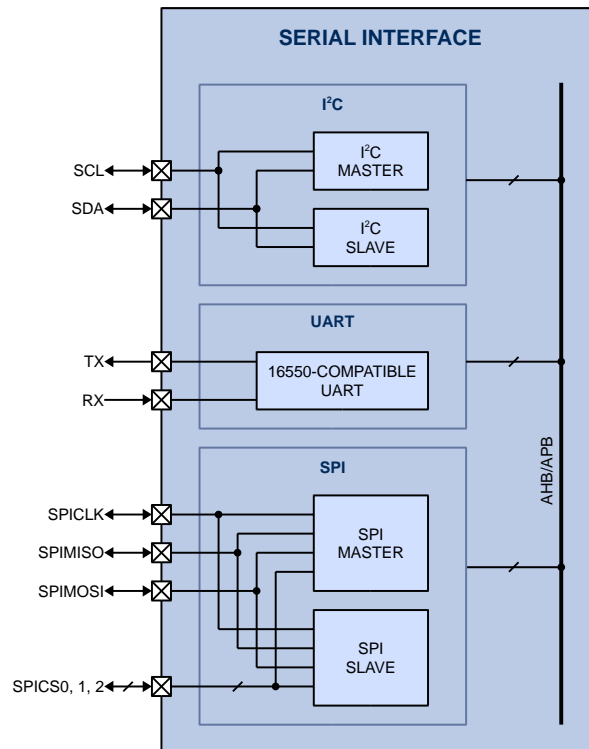 SERIAL INTERFACE
I²C
SCL
SDA
I²C
MASTER
I²C
SLAVE
UART
TX
RX
16550-COMPATIBLE
UART
AHB/APB
SPI
SPICLK
SPIMISO
SPIMOSI
SPICS0, 1, 2
SPI
MASTER
SPI
SLAVE